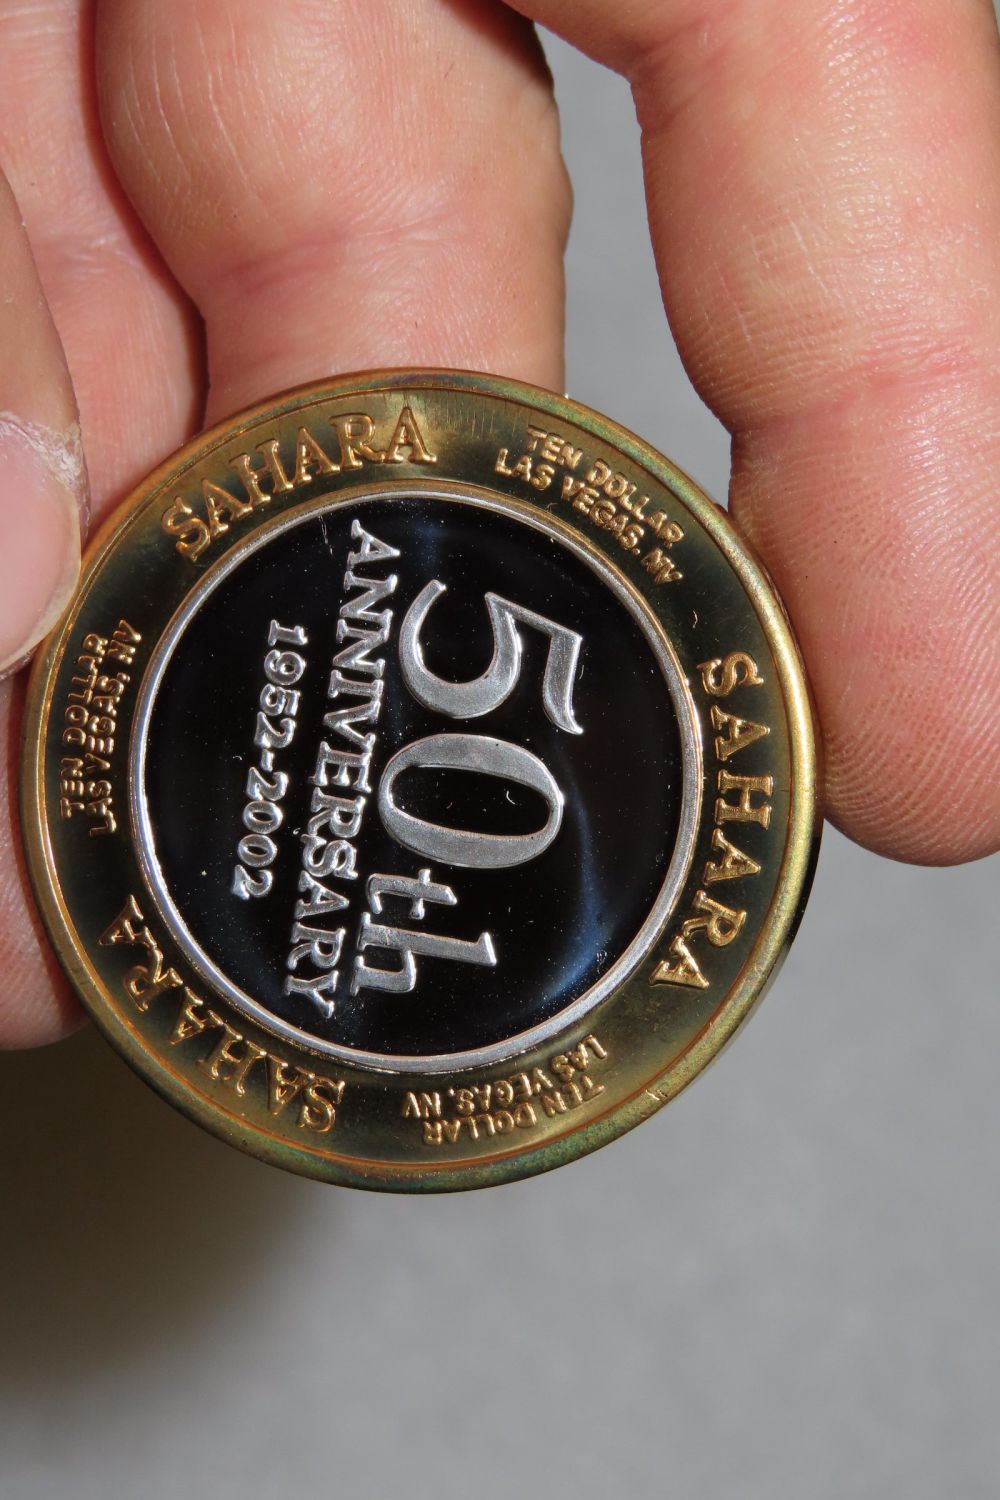 SAHARA
TEN DOLLAR
LAS VEGAS, NV
SAHARA
TEN DOLLAR
LAS VEGAS, NV
SAHARA
TEN DOLLAR
LAS VEGAS, NV
50th
ANNIVERSARY
1952-2002